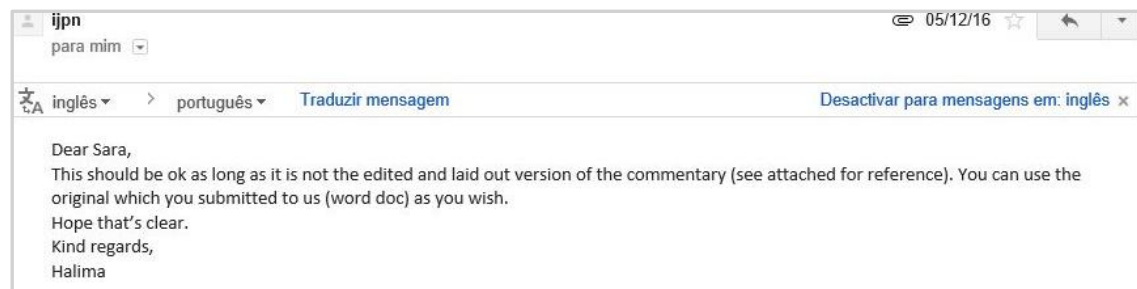 ijpn 05/12/16
para mim
inglês > português Traduzir mensagem Desactivar para mensagens em: inglês ×
Dear Sara,
This should be ok as long as it is not the edited and laid out version of the commentary (see attached for reference). You can use the
original which you submitted to us (word doc) as you wish.
Hope that's clear.
Kind regards,
Halima